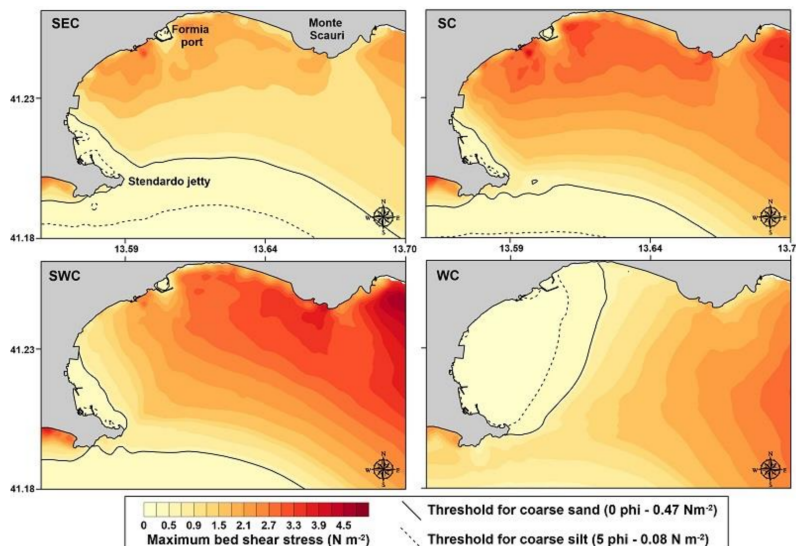 SEC
Formia
port
Monte
Scauri
SC
41.23
Stendardo jetty
N
W E
S
N
W E
S
41.18
13.59
13.64
13.70
13.59
13.64
13.7
SWC
WC
41.23
N
W E
S
N
W E
S
41.18
0 0.5 0.9 1.5 2.1 2.7 3.3 3.9 4.5
Maximum bed shear stress (N m-2)
Threshold for coarse sand (0 phi - 0.47 Nm-2)
Threshold for coarse silt (5 phi - 0.08 N m-2)